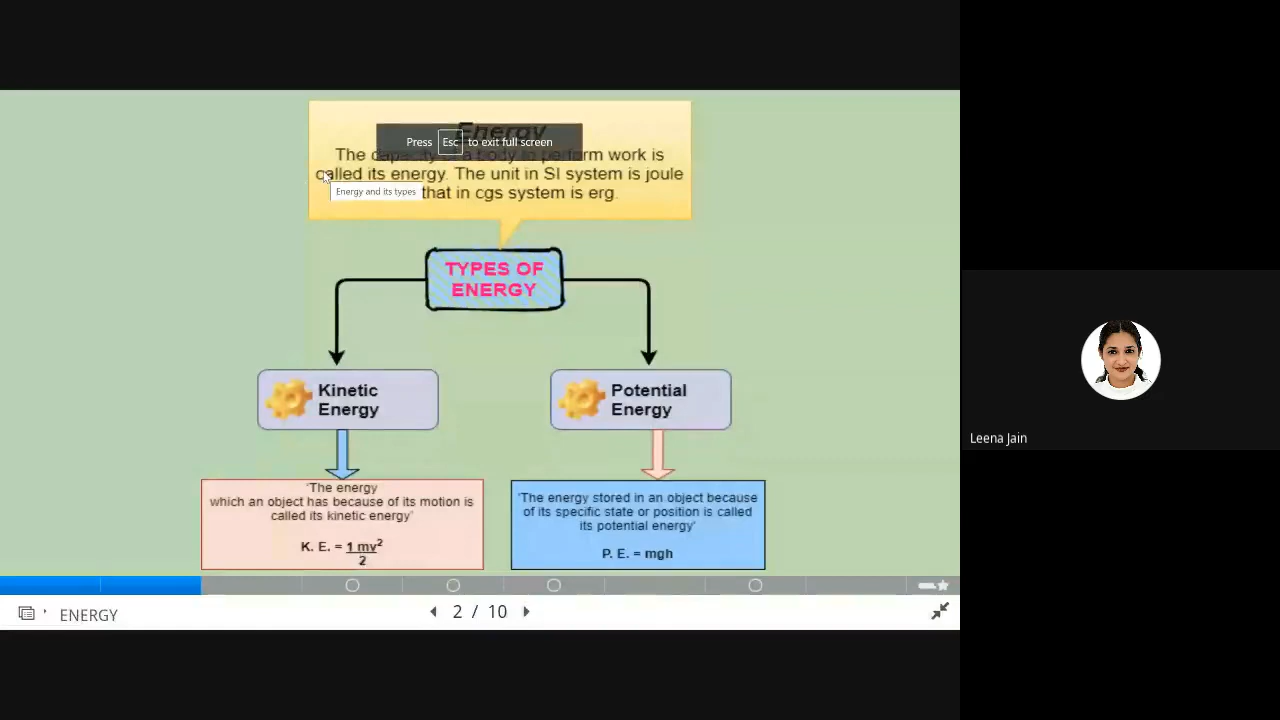 Energy
Press Esc to exit full screen
The capacity of a body to perform work is
called its energy. The unit in SI system is joule
Energy and its types
that in cgs system is erg.
TYPES OF
ENERGY
Kinetic
Energy
Potential
Energy
'The energy
which an object has because of its motion is
called its kinetic energy'
K. E. = 1 mv2
2
'The energy stored in an object because
of its specific state or position is called
its potential energy'
P. E. = mgh
ENERGY
2 / 10
Leena Jain